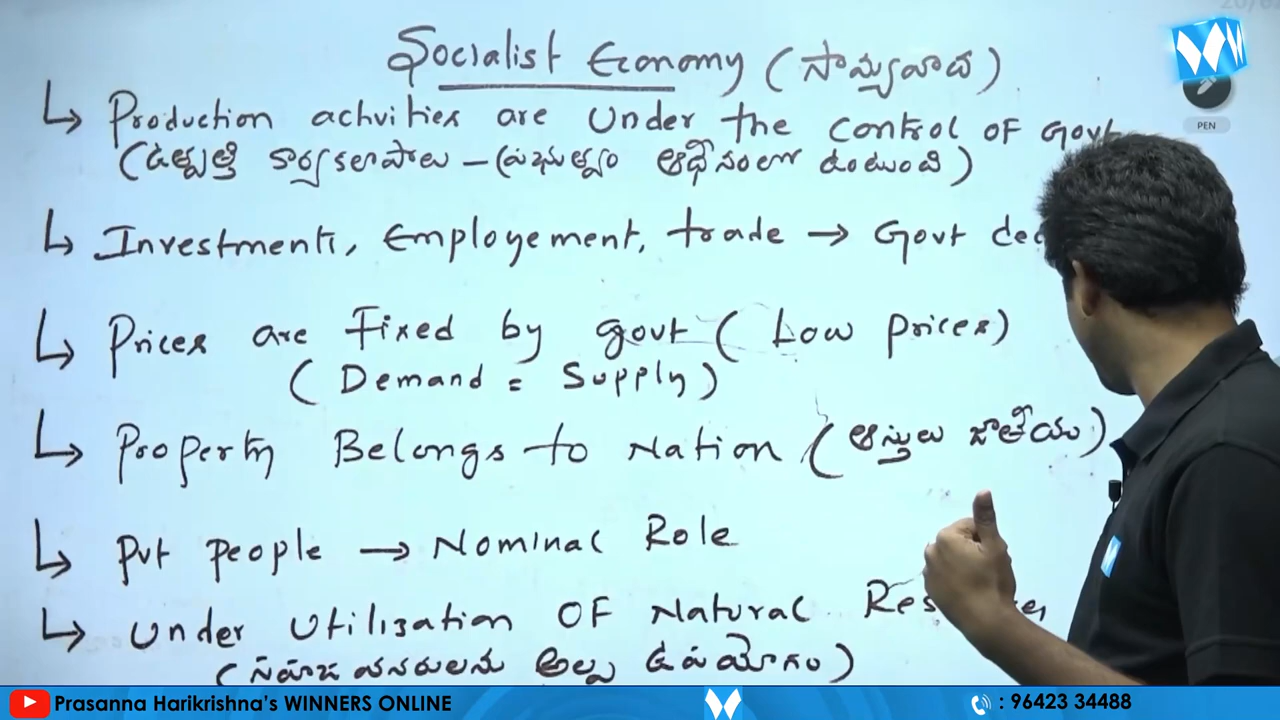 Socialist Economy (సామ్యవాద)
PEN
↳ Production activities are Under the control of Govt
(ఉత్పత్తి కార్యకలాపాలు – ప్రభుత్వం ఆధీనంలో ఉంటుంది)
↳ Investments, Employement, trade → Govt
↳ Prices are Fixed by govt (Low prices)
(Demand = Supply)
↳ Property Belongs to Nation (ఆస్తులు జాతీయం)
↳ Pvt people → Nominal Role
↳ Under Utilization OF Natural
(సహజ వనరులను అల్ప ఉపయోగం)
Prasanna Harikrishna's WINNERS ONLINE
: 96423 34488